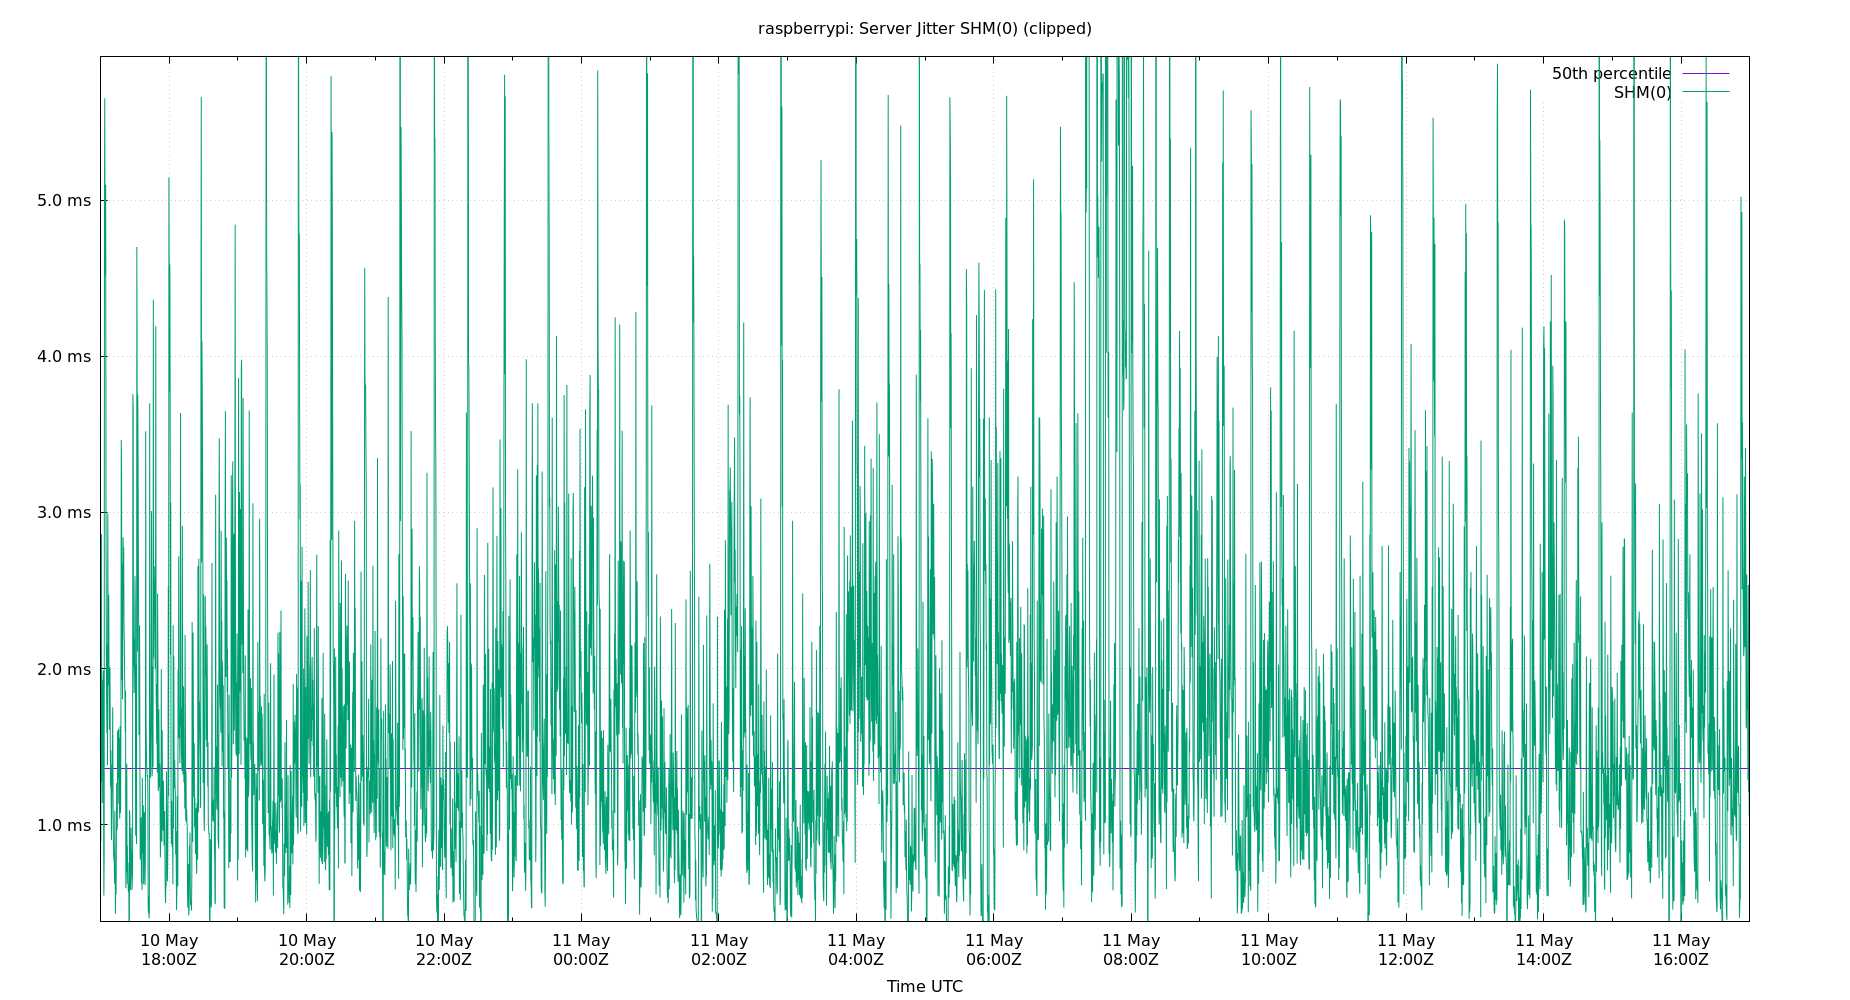 raspberrypi: Server Jitter SHM(0) (clipped)
50th percentile
SHM(0)
5.0 ms
4.0 ms
3.0 ms
2.0 ms
1.0 ms
10 May 10 May 10 May 11 May 11 May 11 May 11 May 11 May 11 May 11 May 11 May 11 May
18:00Z 20:00Z 22:00Z 00:00Z 02:00Z 04:00Z 06:00Z 08:00Z 10:00Z 12:00Z 14:00Z 16:00Z
Time UTC